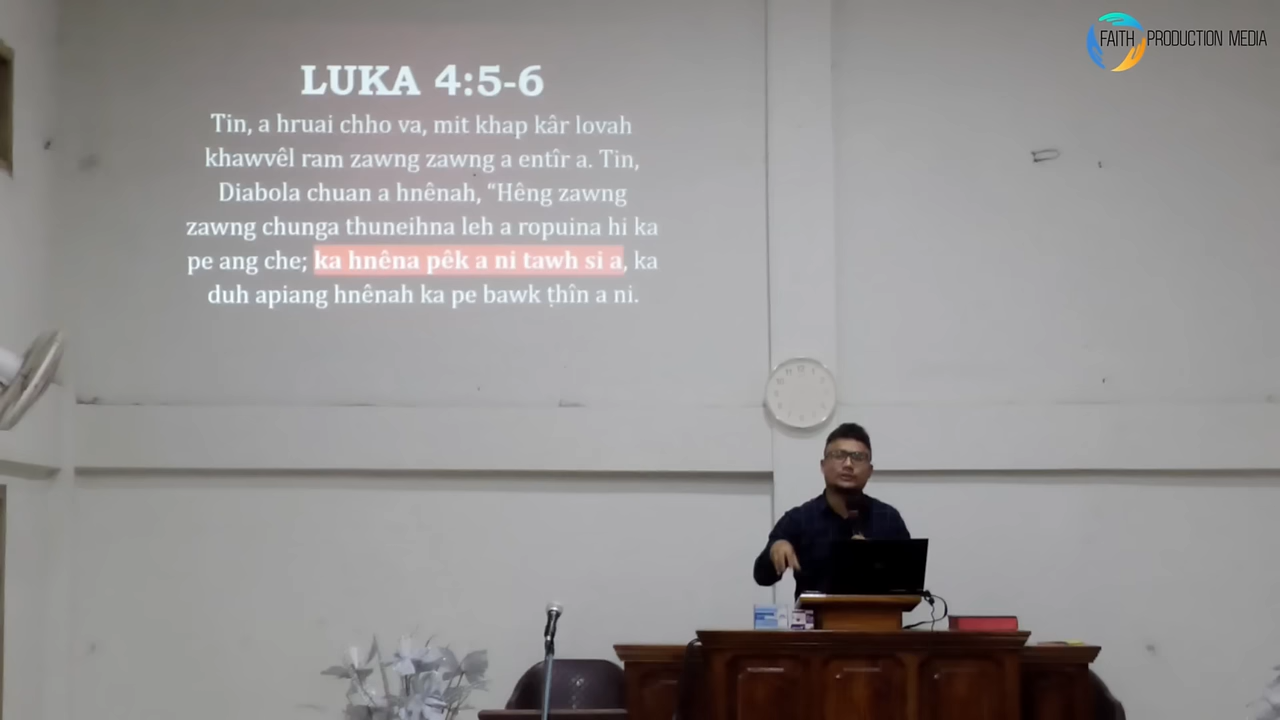 FAITH PRODUCTION MEDIA
LUKA 4:5-6
Tin, a hruai chho va, mit khap kâr lovah
khawvêl ram zawng zawng a entîr a. Tin,
Diabola chuan a hnênah, “Hêng zawng
zawng chunga thuneihna leh a ropuina hi ka
pe ang che; ka hnêna pêk a ni tawh si a, ka
duh apiang hnênah ka pe bawk ṭhîn a ni.